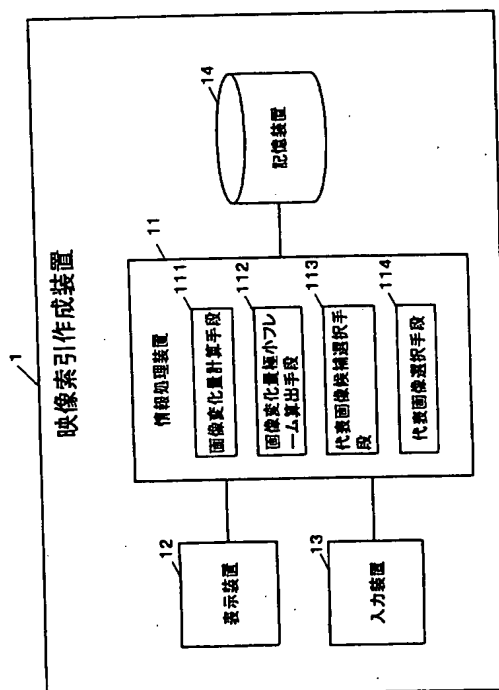 1
映像索引作成装置
11
情報処理装置
111
画像変化量計算手段
112
画像変化量極小フレ
ーム算出手段
113
代表画像候補選択手
段
114
代表画像選択手段
12
表示装置
13
入力装置
14
記憶装置